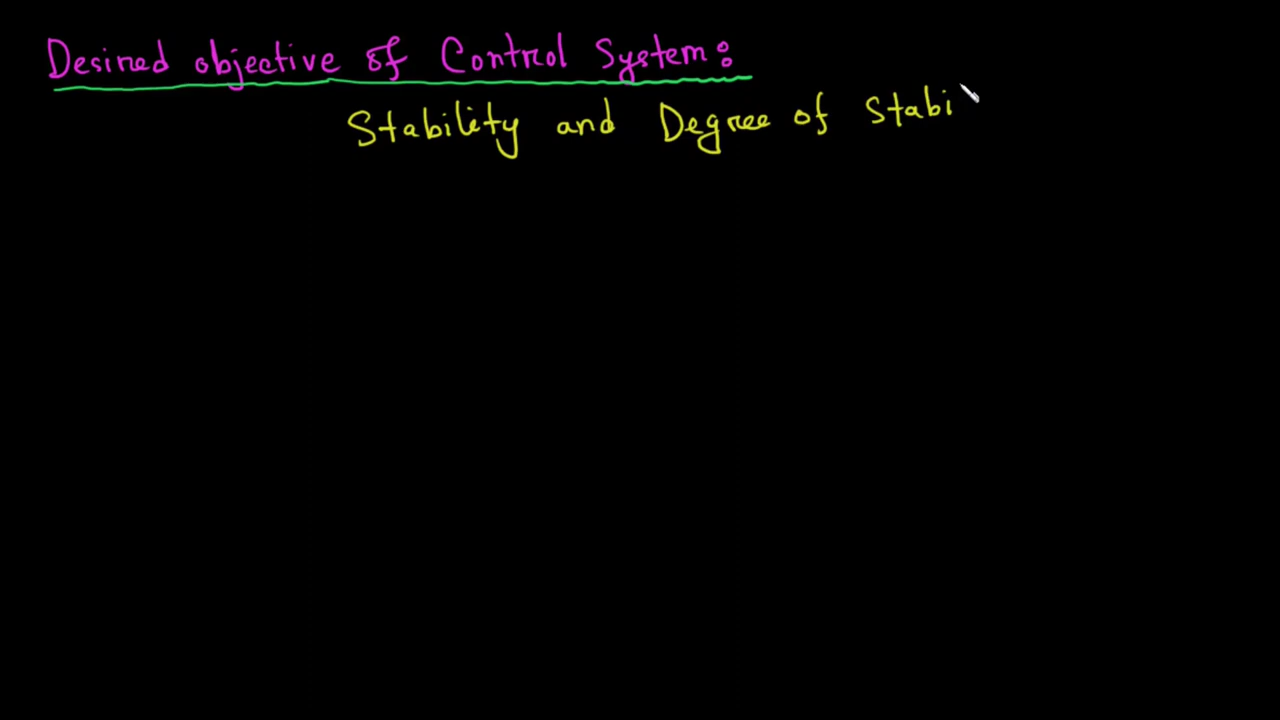 Desired objective of Control System:
Stability and Degree of Stabi